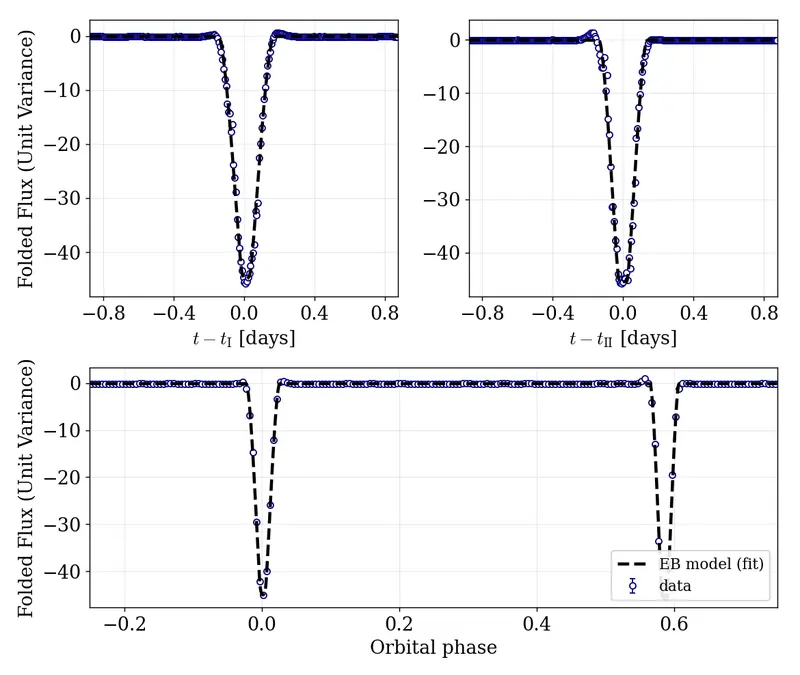 Folded Flux (Unit Variance)
0
−10
−20
−30
−40
−0.8 −0.4 0.0 0.4 0.8
t − tI [days]
0
−10
−20
−30
−40
−0.8 −0.4 0.0 0.4 0.8
t − tII [days]
Folded Flux (Unit Variance)
0
−10
−20
−30
−40
−0.2 0.0 0.2 0.4 0.6
Orbital phase
EB model (fit)
data